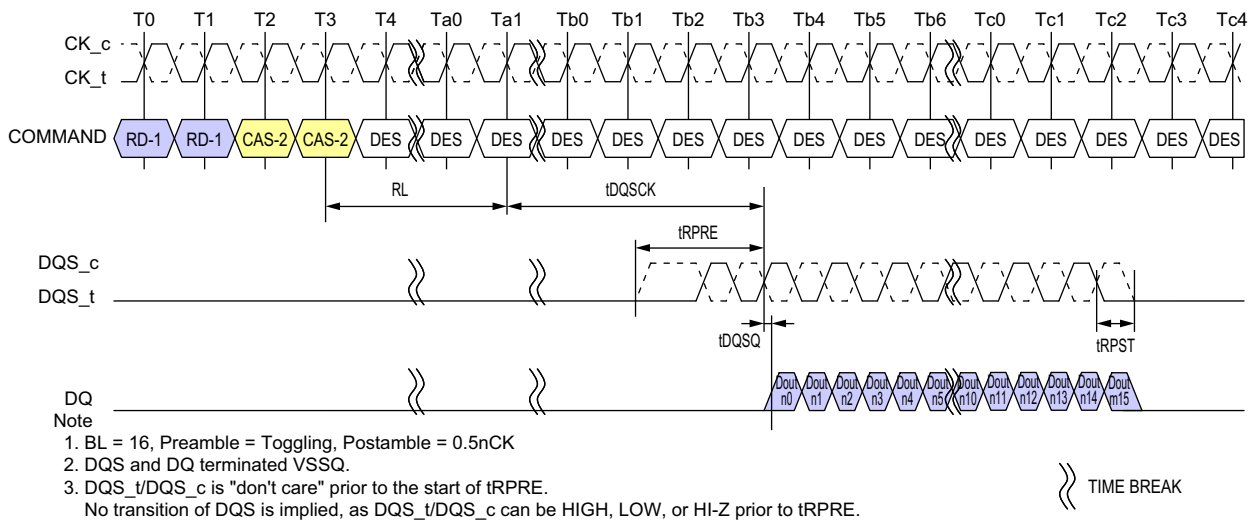 T0 T1 T2 T3 T4 Ta0 Ta1 Tb0 Tb1 Tb2 Tb3 Tb4 Tb5 Tb6 Tc0 Tc1 Tc2 Tc3 Tc4
CK_c
CK_t
COMMAND RD-1 RD-1 CAS-2 CAS-2 DES DES DES DES DES DES DES DES DES DES DES DES DES DES DES
RL tDQSCK
tRPRE
DQS_c
DQS_t
tDQSQ tRPST
DQ Dout n0 Dout n1 Dout n2 Dout n3 Dout n4 Dout n5 Dout n10 Dout n11 Dout n12 Dout n13 Dout n14 Dout m15
Note
1. BL = 16, Preamble = Toggling, Postamble = 0.5nCK
2. DQS and DQ terminated VSSQ.
3. DQS_t/DQS_c is "don't care" prior to the start of tRPRE.
No transition of DQS is implied, as DQS_t/DQS_c can be HIGH, LOW, or HI-Z prior to tRPRE.
TIME BREAK